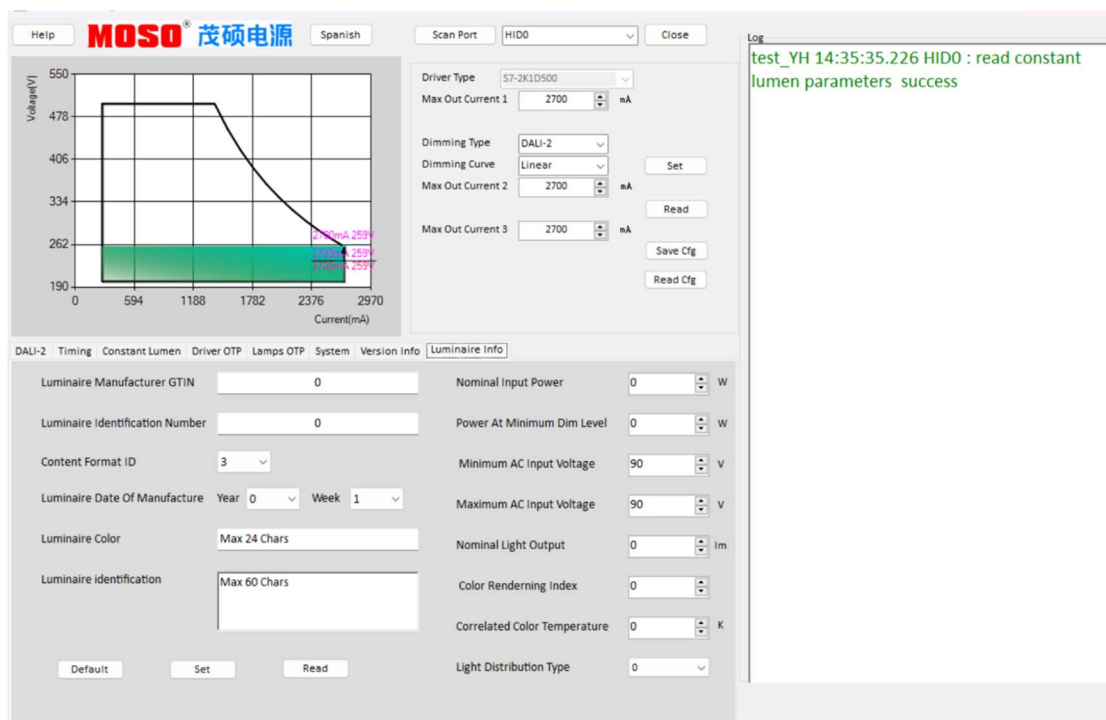 Help
MOSO® 茂硕电源
Spanish
Scan Port
HID0
Close
Log
test_YH 14:35:35.226 HID0 : read constant
lumen parameters success
Voltage(V)
550
478
406
334
262
190
0 594 1188 1782 2376 2970
Current(mA)
2700mA 259V
2700mA 259V
2700mA 259V
Driver Type S7-2K1D500
Max Out Current 1 2700 mA
Dimming Type DALI-2
Dimming Curve Linear
Set
Max Out Current 2 2700 mA
Read
Max Out Current 3 2700 mA
Save Cfg
Read Cfg
DALI-2 Timing Constant Lumen Driver OTP Lamps OTP System Version Info Luminaire Info
Luminaire Manufacturer GTIN 0
Luminaire Identification Number 0
Content Format ID 3
Luminaire Date Of Manufacture Year 0 Week 1
Luminaire Color Max 24 Chars
Luminaire identification Max 60 Chars
Default Set Read
Nominal Input Power 0 W
Power At Minimum Dim Level 0 W
Minimum AC Input Voltage 90 V
Maximum AC Input Voltage 90 V
Nominal Light Output 0 lm
Color Renderning Index 0
Correlated Color Temperature 0 K
Light Distribution Type 0